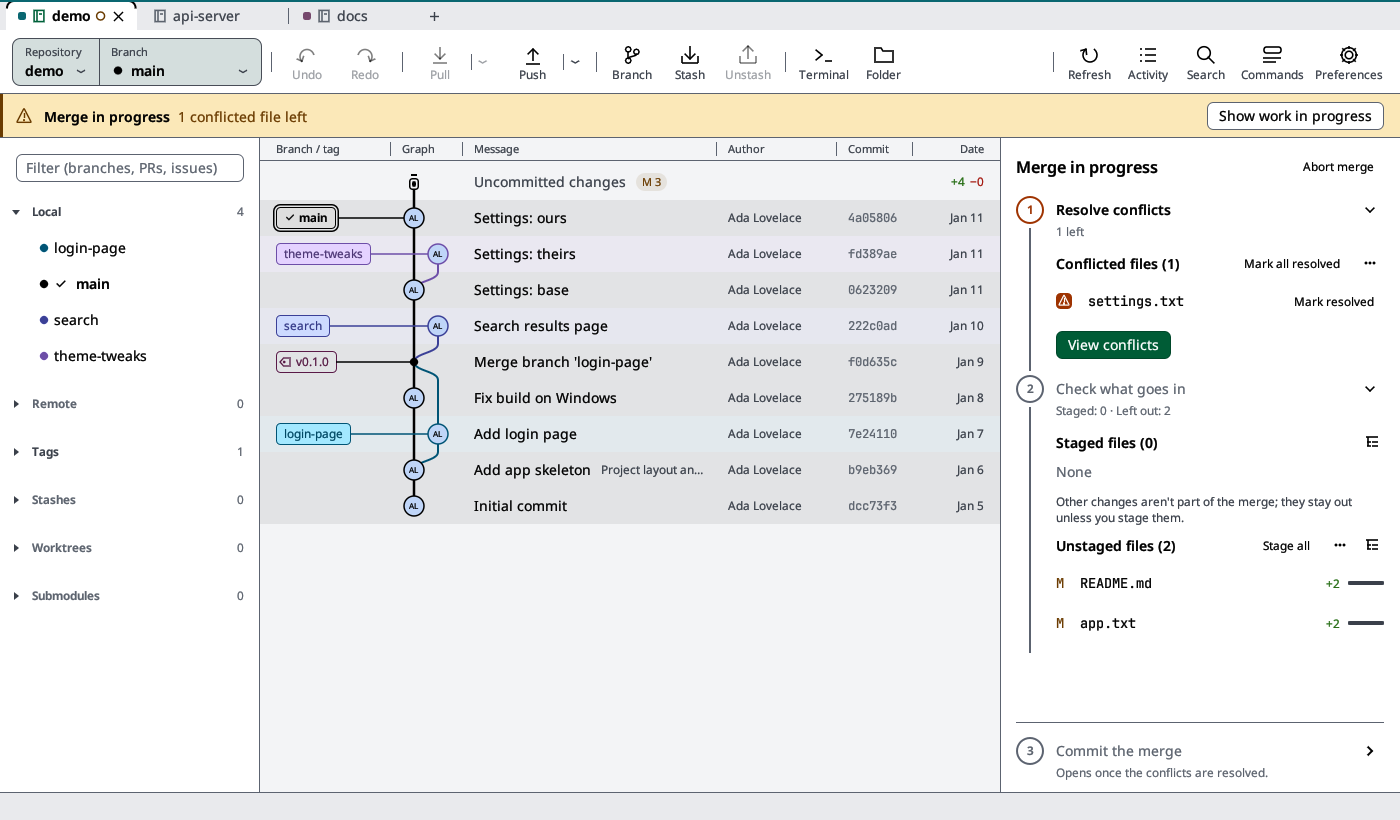 demo
api-server
docs
+
Repository
demo
Branch
main
Undo
Redo
Pull
Push
Branch
Stash
Unstash
Terminal
Folder
Refresh
Activity
Search
Commands
Preferences
Merge in progress 1 conflicted file left
Show work in progress
Filter (branches, PRs, issues)
Local 4
login-page
main
search
theme-tweaks
Remote 0
Tags 1
Stashes 0
Worktrees 0
Submodules 0
Branch / tag Graph Message Author Commit Date
Uncommitted changes M 3 +4 −0
main AL Settings: ours Ada Lovelace 4a05806 Jan 11
theme-tweaks AL Settings: theirs Ada Lovelace fd389ae Jan 11
AL Settings: base Ada Lovelace 0623209 Jan 11
search AL Search results page Ada Lovelace 222c0ad Jan 10
v0.1.0 Merge branch 'login-page' Ada Lovelace f0d635c Jan 9
AL Fix build on Windows Ada Lovelace 275189b Jan 8
login-page AL Add login page Ada Lovelace 7e24110 Jan 7
AL Add app skeleton Project layout an... Ada Lovelace b9eb369 Jan 6
AL Initial commit Ada Lovelace dcc73f3 Jan 5
Merge in progress Abort merge
1 Resolve conflicts
1 left
Conflicted files (1) Mark all resolved
settings.txt Mark resolved
View conflicts
2 Check what goes in
Staged: 0 · Left out: 2
Staged files (0)
None
Other changes aren't part of the merge; they stay out
unless you stage them.
Unstaged files (2) Stage all
M README.md +2
M app.txt +2
3 Commit the merge
Opens once the conflicts are resolved.